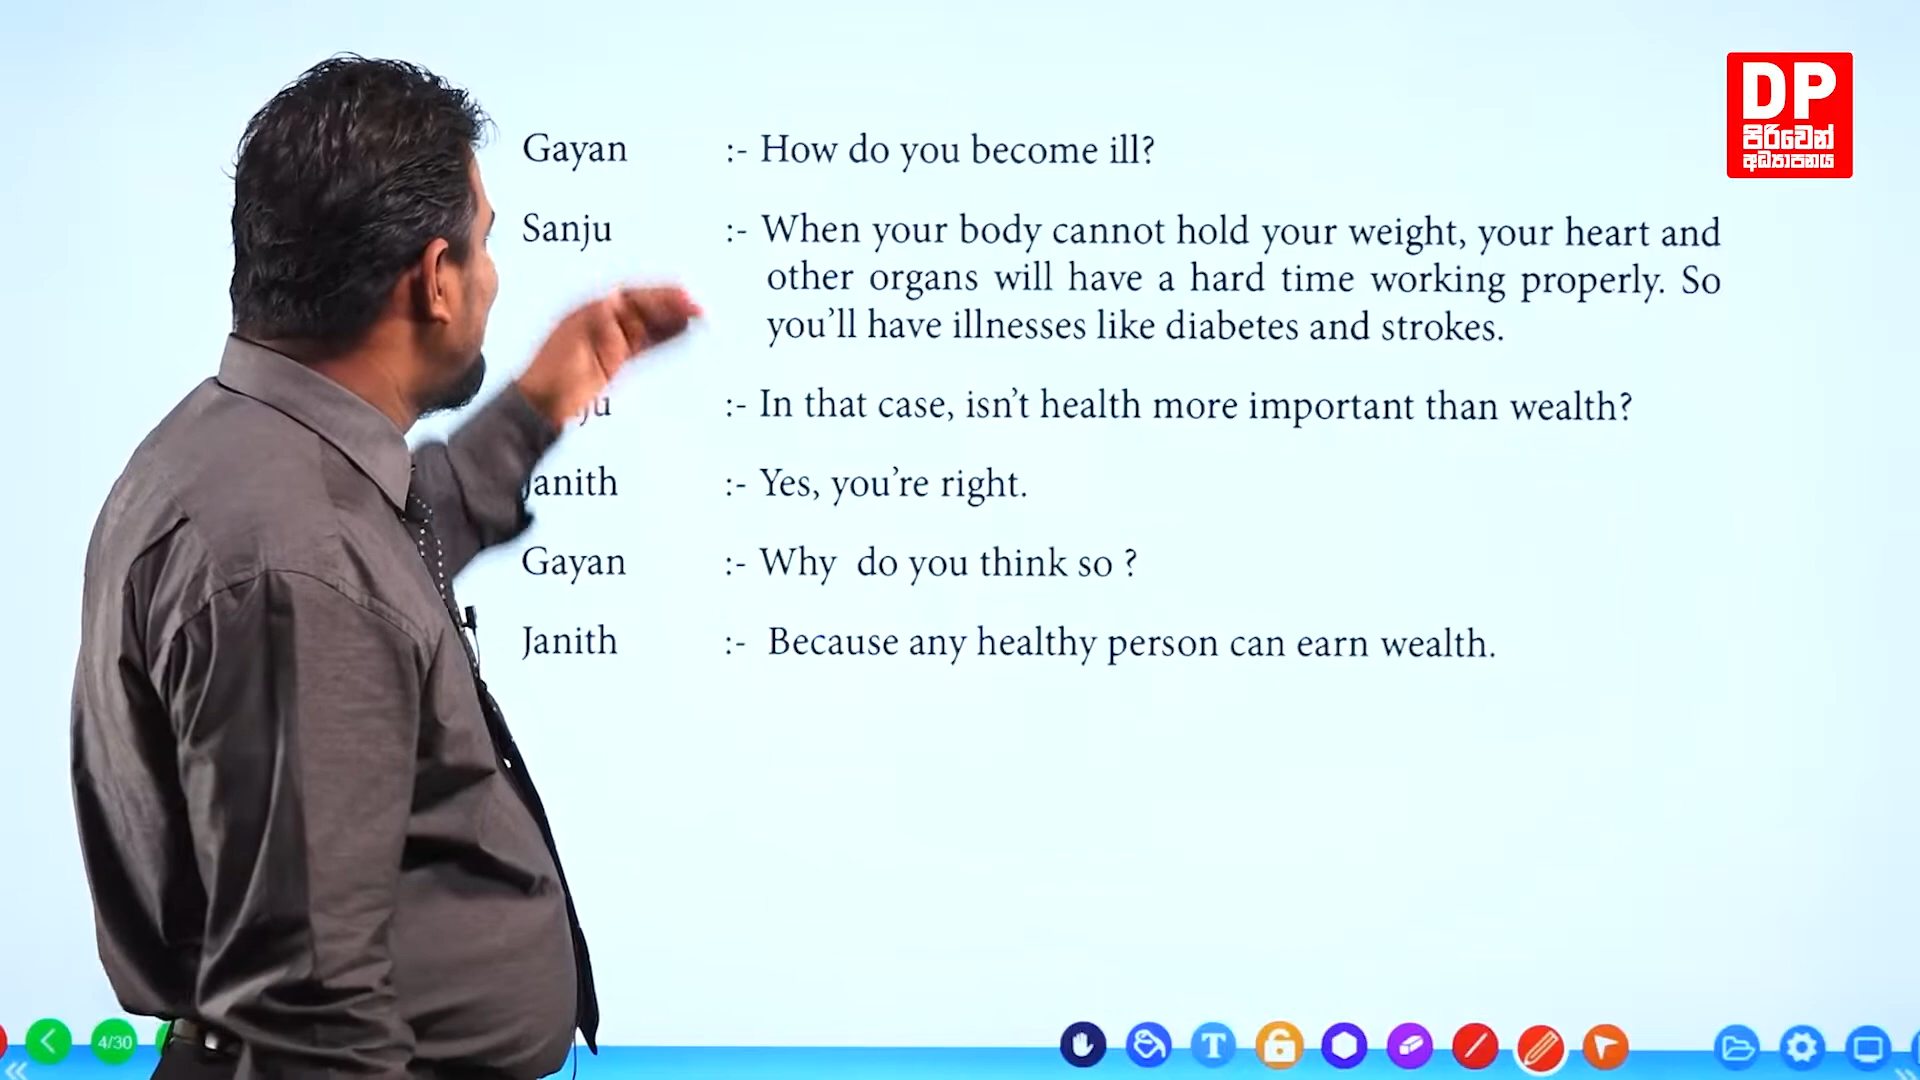 DP
පිරිවෙන්
අධ්‍යාපනය
Gayan :- How do you become ill?
Sanju :- When your body cannot hold your weight, your heart and
other organs will have a hard time working properly. So
you’ll have illnesses like diabetes and strokes.
:- In that case, isn’t health more important than wealth?
Janith :- Yes, you’re right.
Gayan :- Why do you think so ?
Janith :- Because any healthy person can earn wealth.
4/30
T